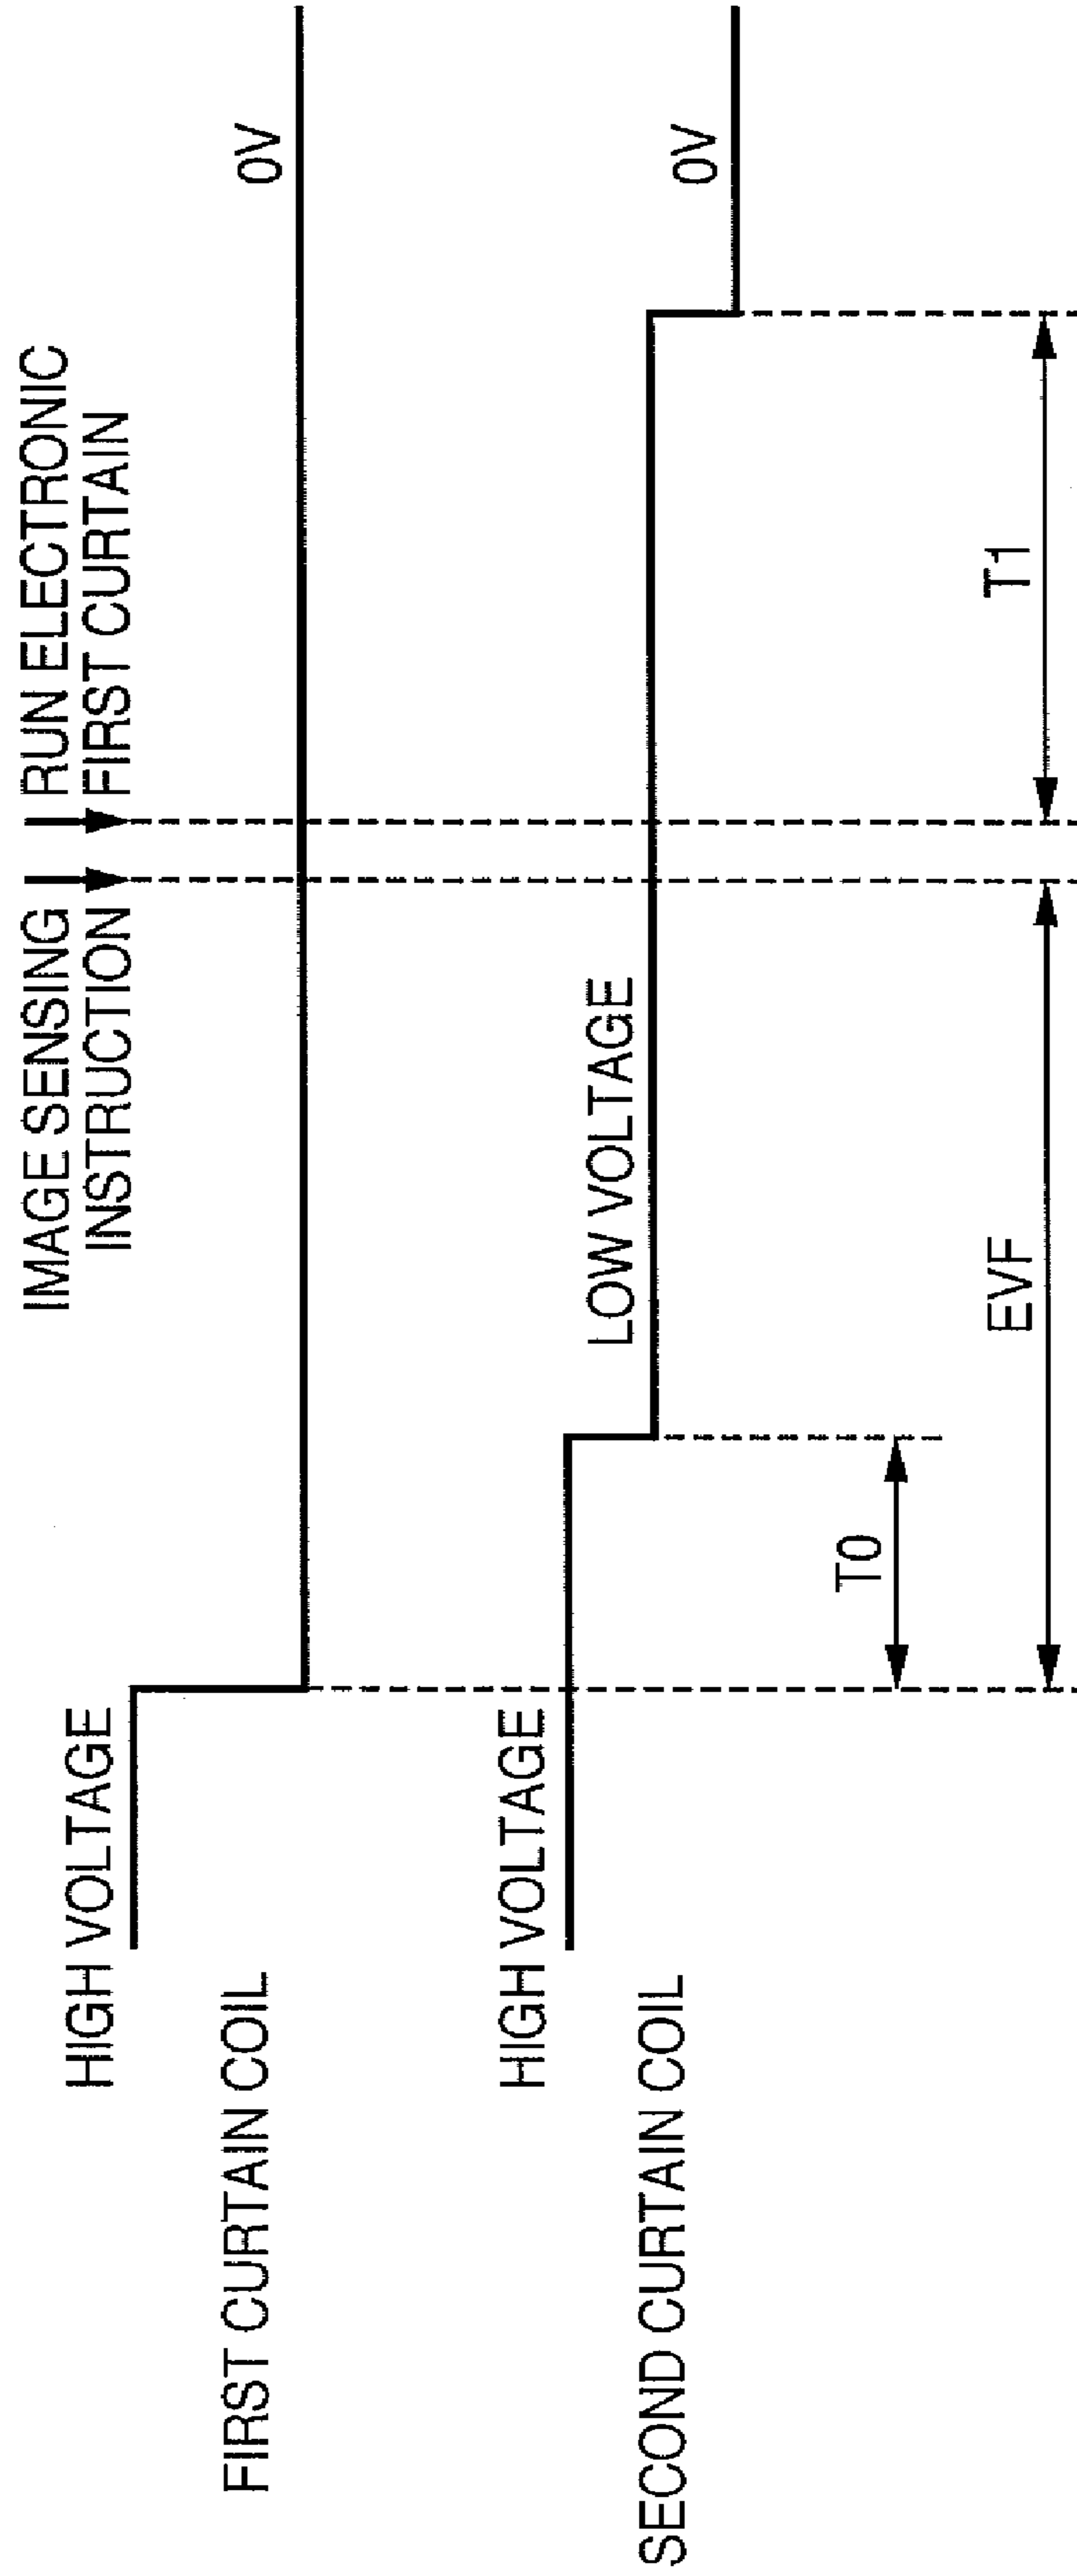 IMAGE SENSING
INSTRUCTION
RUN ELECTRONIC
FIRST CURTAIN
HIGH VOLTAGE
0V
FIRST CURTAIN COIL
HIGH VOLTAGE
LOW VOLTAGE
0V
SECOND CURTAIN COIL
T0
EVF
T1